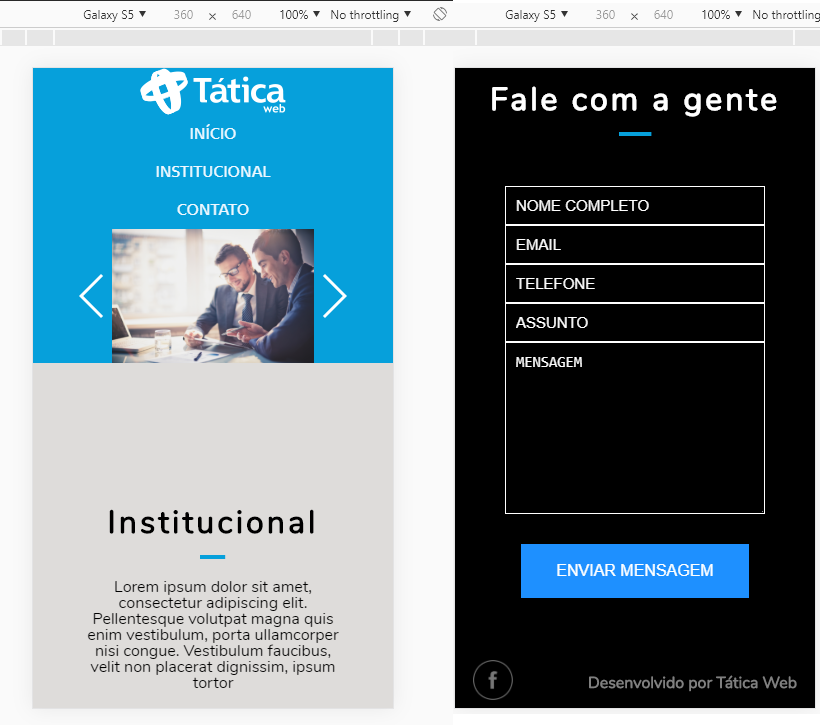 Galaxy S5 ▼ 360 × 640 100% ▼ No throttling ▼
Tática
web
INÍCIO
INSTITUCIONAL
CONTATO
Institucional
Lorem ipsum dolor sit amet,
consectetur adipiscing elit.
Pellentesque volutpat magna quis
enim vestibulum, porta ullamcorper
nisi congue. Vestibulum faucibus,
velit non placerat dignissim, ipsum
tortor
Galaxy S5 ▼ 360 × 640 100% ▼ No throttling
Fale com a gente
NOME COMPLETO
EMAIL
TELEFONE
ASSUNTO
MENSAGEM
ENVIAR MENSAGEM
f
Desenvolvido por Tática Web